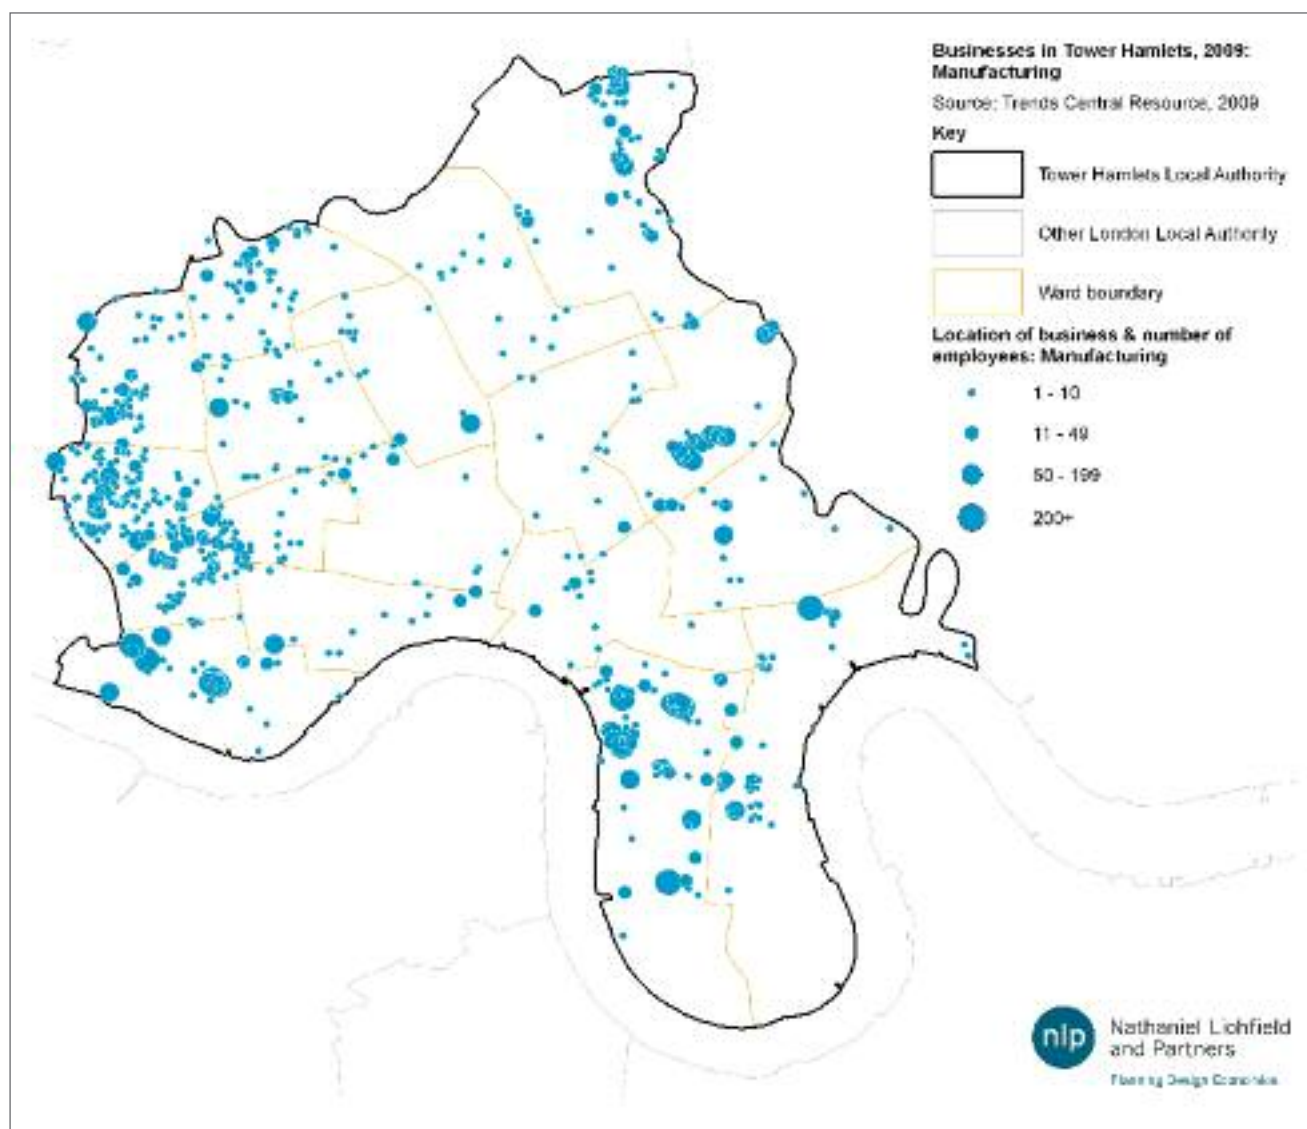 Businesses in Tower Hamlets, 2009:
Manufacturing
Source: Trends Central Resource, 2009
Key
Tower Hamlets Local Authority
Other London Local Authority
Ward boundary
Location of business & number of
employees: Manufacturing
1 - 10
11 - 49
50 - 199
200+
nlp
Nathaniel Lichfield
and Partners
Planning Design Economics